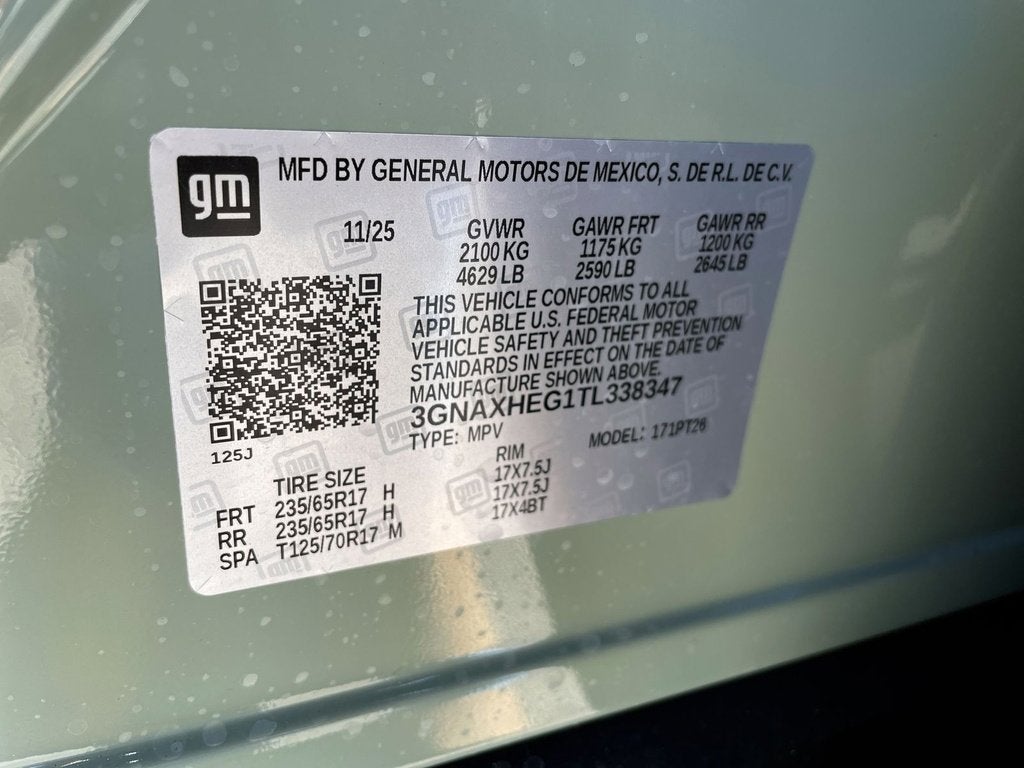 gm
MFD BY GENERAL MOTORS DE MEXICO, S. DE R.L. DE C.V.
11/25
GVWR GAWR FRT GAWR RR
2100 KG 1175 KG 1200 KG
4629 LB 2590 LB 2645 LB
THIS VEHICLE CONFORMS TO ALL
APPLICABLE U.S. FEDERAL MOTOR
VEHICLE SAFETY AND THEFT PREVENTION
STANDARDS IN EFFECT ON THE DATE OF
MANUFACTURE SHOWN ABOVE.
3GNAXHEG1TL338347
TYPE: MPV MODEL: 171PT26
125J
TIRE SIZE RIM
FRT 235/65R17 H 17X7.5J
RR 235/65R17 H 17X7.5J
SPA T125/70R17 M 17X4BT